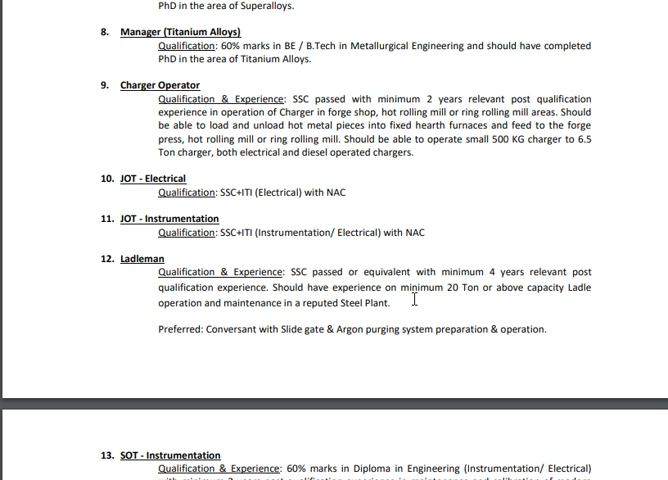 PhD in the area of Superalloys.
8. Manager (Titanium Alloys)
Qualification: 60% marks in BE / B.Tech in Metallurgical Engineering and should have completed
PhD in the area of Titanium Alloys.
9. Charger Operator
Qualification & Experience: SSC passed with minimum 2 years relevant post qualification
experience in operation of Charger in forge shop, hot rolling mill or ring rolling mill areas. Should
be able to load and unload hot metal pieces into fixed hearth furnaces and feed to the forge
press, hot rolling mill or ring rolling mill. Should be able to operate small 500 KG charger to 6.5
Ton charger, both electrical and diesel operated chargers.
10. JOT - Electrical
Qualification: SSC+ITI (Electrical) with NAC
11. JOT - Instrumentation
Qualification: SSC+ITI (Instrumentation/ Electrical) with NAC
12. Ladleman
Qualification & Experience: SSC passed or equivalent with minimum 4 years relevant post
qualification experience. Should have experience on minimum 20 Ton or above capacity Ladle
operation and maintenance in a reputed Steel Plant.
Preferred: Conversant with Slide gate & Argon purging system preparation & operation.
13. SOT - Instrumentation
Qualification & Experience: 60% marks in Diploma in Engineering (Instrumentation/ Electrical)